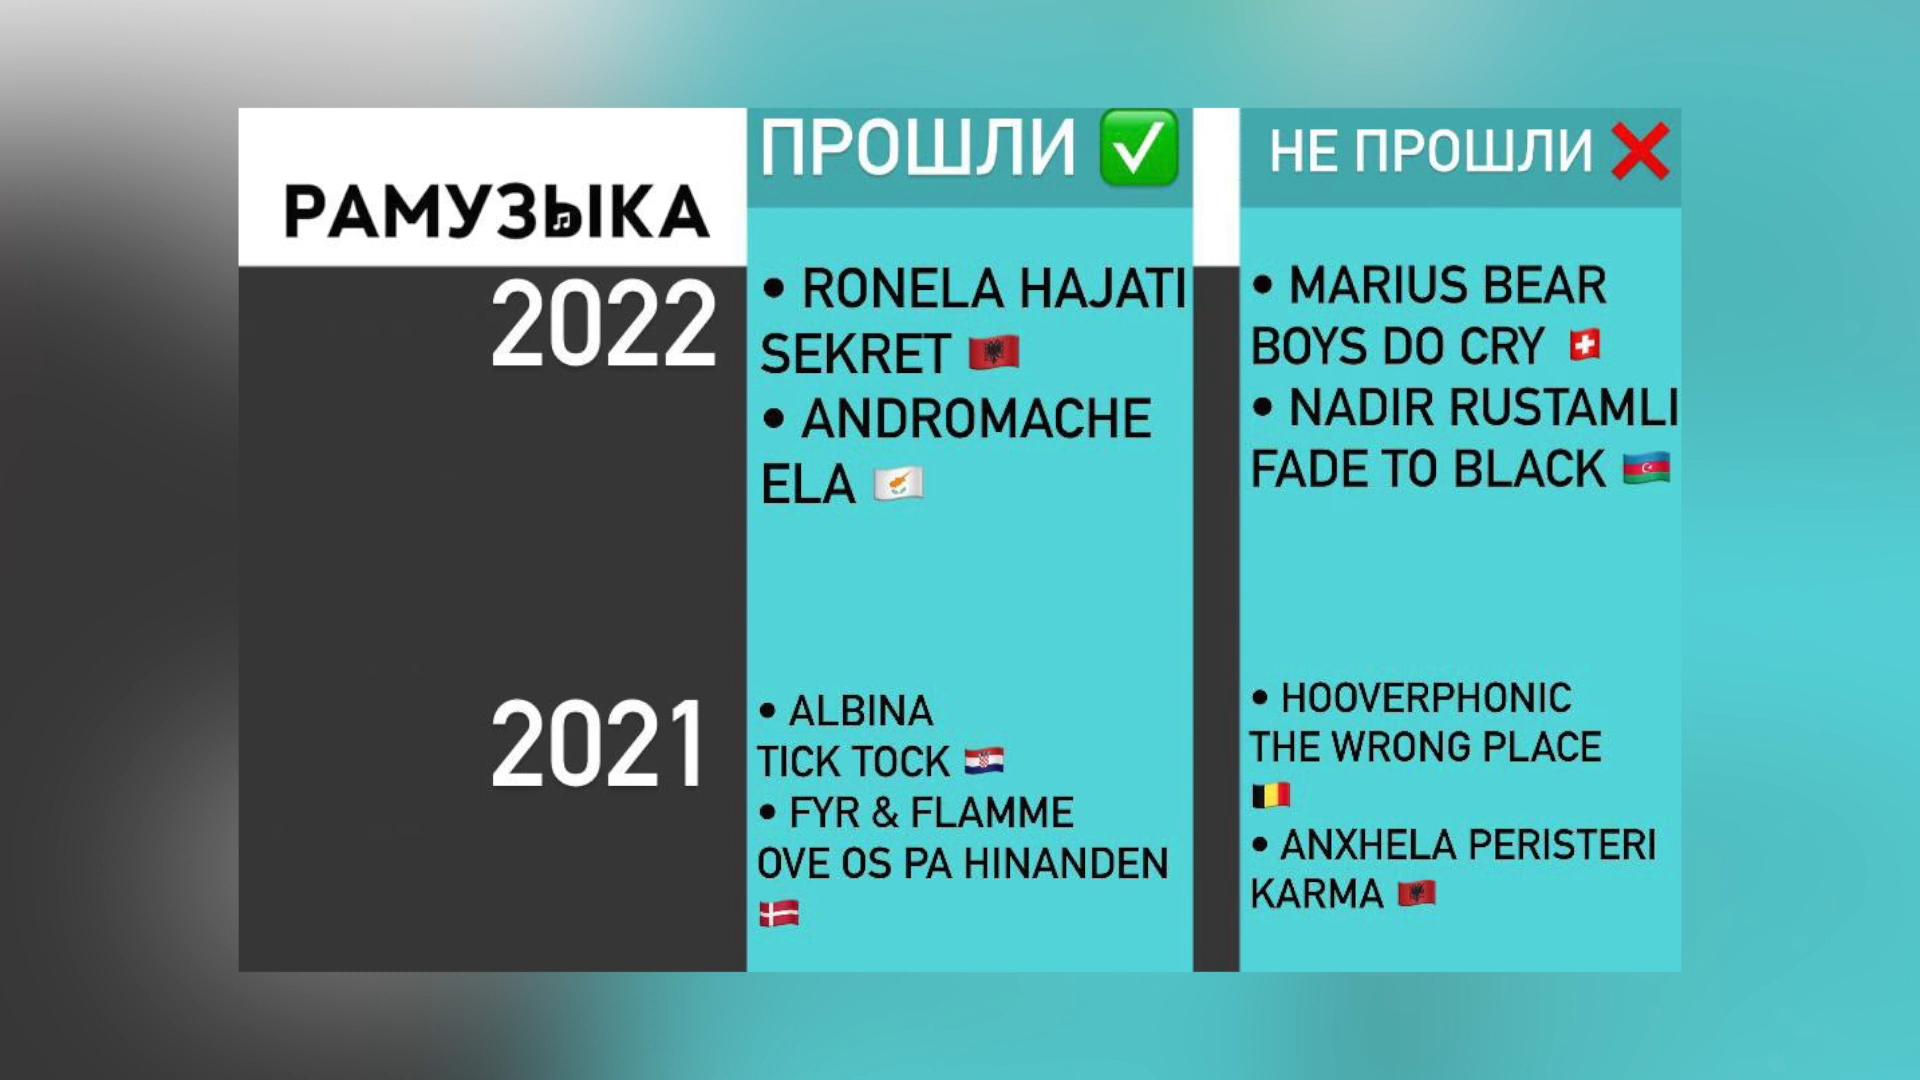 РАМУЗЫКА
ПРОШЛИ ✅
НЕ ПРОШЛИ ❌
2022
• RONELA HAJATI
SEKRET 🇦🇱
• ANDROMACHE
ELA 🇨🇾
• MARIUS BEAR
BOYS DO CRY 🇨🇭
• NADIR RUSTAMLI
FADE TO BLACK 🇦🇿
2021
• ALBINA
TICK TOCK 🇭🇷
• FYR & FLAMME
OVE OS PA HINANDEN
🇩🇰
• HOOVERPHONIC
THE WRONG PLACE
🇧🇪
• ANXHELA PERISTERI
KARMA 🇦🇱